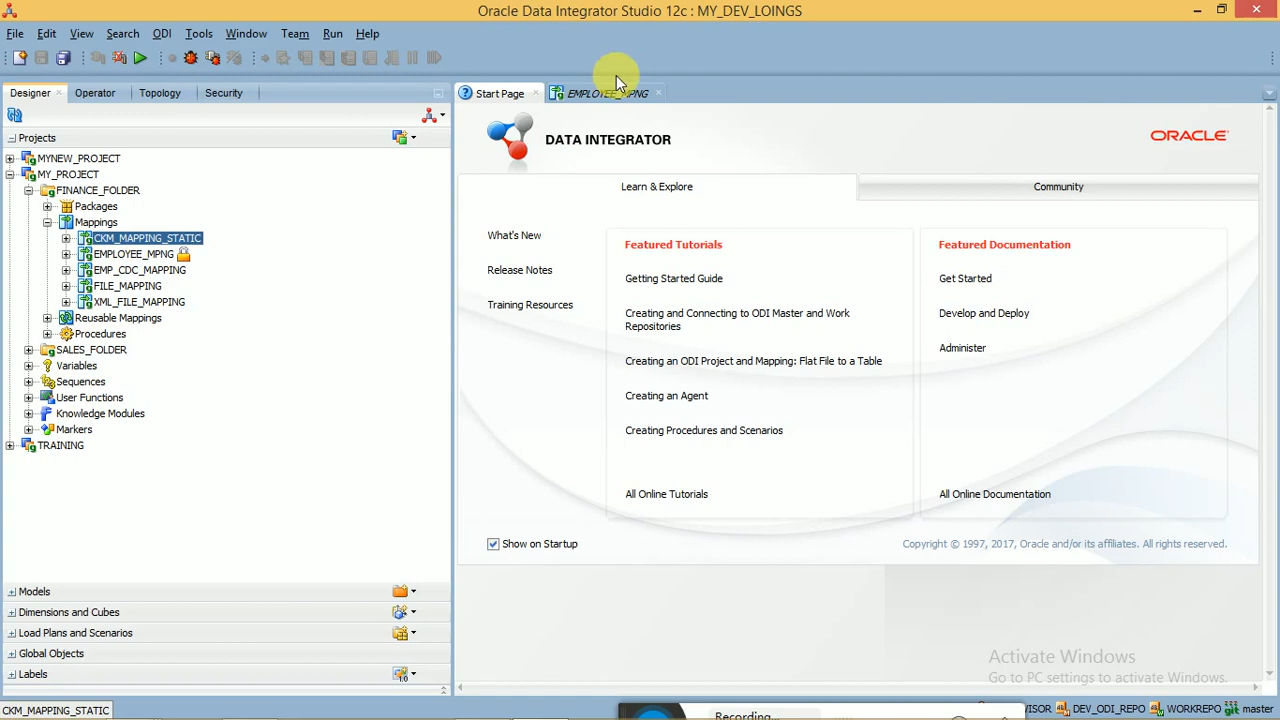 Oracle Data Integrator Studio 12c : MY_DEV_LOINGS
File Edit View Search ODI Tools Window Team Run Help
Designer Operator Topology Security
Start Page EMPLOYEE_MPNG
Projects
MYNEW_PROJECT
MY_PROJECT
FINANCE_FOLDER
Packages
Mappings
CKM_MAPPING_STATIC
EMPLOYEE_MPNG
EMP_CDC_MAPPING
FILE_MAPPING
XML_FILE_MAPPING
Reusable Mappings
Procedures
SALES_FOLDER
Variables
Sequences
User Functions
Knowledge Modules
Markers
TRAINING
Models
Dimensions and Cubes
Load Plans and Scenarios
Global Objects
Labels
DATA INTEGRATOR
ORACLE
Learn & Explore
Community
What's New
Release Notes
Training Resources
Featured Tutorials
Getting Started Guide
Creating and Connecting to ODI Master and Work
Repositories
Creating an ODI Project and Mapping: Flat File to a Table
Creating an Agent
Creating Procedures and Scenarios
All Online Tutorials
Featured Documentation
Get Started
Develop and Deploy
Administer
All Online Documentation
Show on Startup
Copyright © 1997, 2017, Oracle and/or its affiliates. All rights reserved.
Activate Windows
Go to PC settings to activate Windows.
CKM_MAPPING_STATIC
Recording...
VISOR DEV_ODI_REPO WORKREPO git master